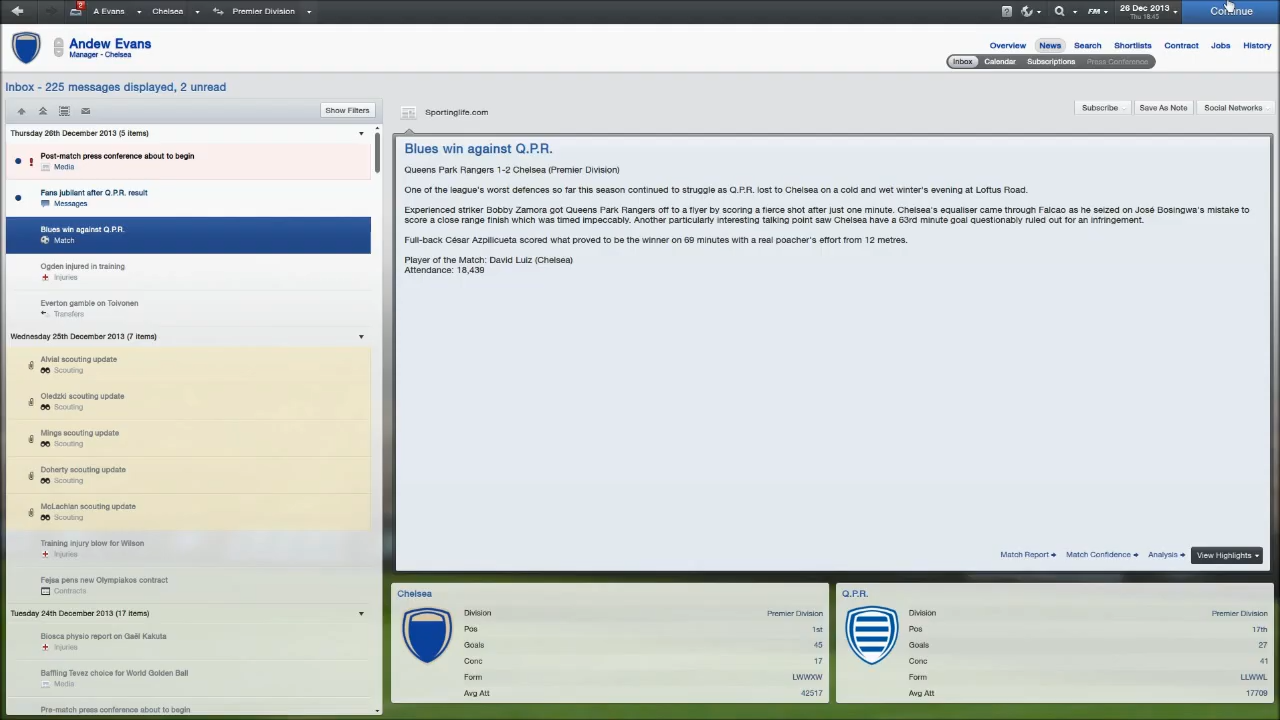 2
A Evans
Chelsea
Premier Division
FM
26 Dec 2013
Thu 18:45
Continue
Andew Evans
Manager - Chelsea
Overview
News
Search
Shortlists
Contract
Jobs
History
Inbox
Calendar
Subscriptions
Press Conference
Inbox - 225 messages displayed, 2 unread
Show Filters
Sportinglife.com
Subscribe
Save As Note
Social Networks
Thursday 26th December 2013 (5 items)
Post-match press conference about to begin
Media
Fans jubilant after Q.P.R. result
Messages
Blues win against Q.P.R.
Match
Ogden injured in training
Injuries
Everton gamble on Toivonen
Transfers
Wednesday 25th December 2013 (7 items)
Alvial scouting update
Scouting
Oledzki scouting update
Scouting
Mings scouting update
Scouting
Doherty scouting update
Scouting
McLachlan scouting update
Scouting
Training injury blow for Wilson
Injuries
Fejsa pens new Olympiakos contract
Contracts
Tuesday 24th December 2013 (17 items)
Biosca physio report on Gaël Kakuta
Injuries
Baffling Tevez choice for World Golden Ball
Media
Pre-match press conference about to begin
Blues win against Q.P.R.
Queens Park Rangers 1-2 Chelsea (Premier Division)
One of the league's worst defences so far this season continued to struggle as Q.P.R. lost to Chelsea on a cold and wet winter's evening at Loftus Road.
Experienced striker Bobby Zamora got Queens Park Rangers off to a flyer by scoring a fierce shot after just one minute. Chelsea's equaliser came through Falcao as he seized on José Bosingwa's mistake to
score a close range finish which was timed impeccably. Another particularly interesting talking point saw Chelsea have a 63rd minute goal questionably ruled out for an infringement.
Full-back César Azpilicueta scored what proved to be the winner on 69 minutes with a real poacher's effort from 12 metres.
Player of the Match: David Luiz (Chelsea)
Attendance: 18,439
Match Report
Match Confidence
Analysis
View Highlights
Chelsea
Division Premier Division
Pos 1st
Goals 45
Conc 17
Form LWWXW
Avg Att 42517
Q.P.R.
Division Premier Division
Pos 17th
Goals 27
Conc 41
Form LLWWL
Avg Att 17709